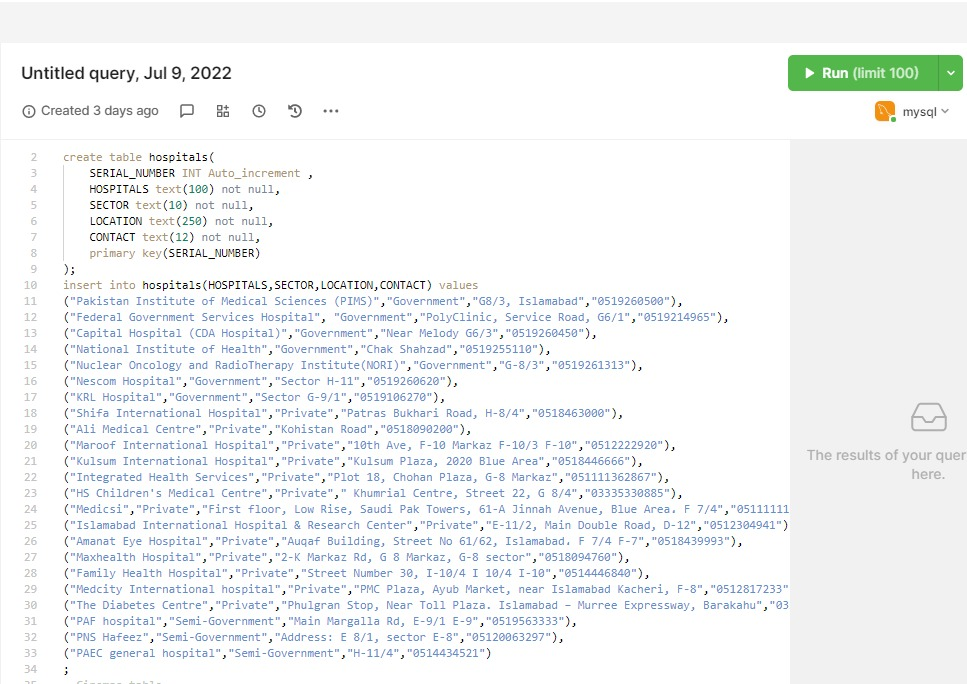 Untitled query, Jul 9, 2022
Run (limit 100)
Created 3 days ago
mysql
2 create table hospitals(
3 SERIAL_NUMBER INT Auto_increment ,
4 HOSPITALS text(100) not null,
5 SECTOR text(10) not null,
6 LOCATION text(250) not null,
7 CONTACT text(12) not null,
8 primary key(SERIAL_NUMBER)
9 );
10 insert into hospitals(HOSPITALS,SECTOR,LOCATION,CONTACT) values
11 ("Pakistan Institute of Medical Sciences (PIMS)","Government","G8/3, Islamabad","0519260500"),
12 ("Federal Government Services Hospital", "Government","PolyClinic, Service Road, G6/1","0519214965"),
13 ("Capital Hospital (CDA Hospital)","Government","Near Melody G6/3","0519260450"),
14 ("National Institute of Health","Government","Chak Shahzad","0519255110"),
15 ("Nuclear Oncology and RadioTherapy Institute(NORI)","Government","G-8/3","0519261313"),
16 ("Nescom Hospital","Government","Sector H-11","0519260620"),
17 ("KRL Hospital","Government","Sector G-9/1","0519106270"),
18 ("Shifa International Hospital","Private","Patras Bukhari Road, H-8/4","0518463000"),
19 ("Ali Medical Centre","Private","Kohistan Road","0518090200"),
20 ("Maroof International Hospital","Private","10th Ave, F-10 Markaz F-10/3 F-10","0512222920"),
21 ("Kulsum International Hospital","Private","Kulsum Plaza, 2020 Blue Area","0518446666"),
22 ("Integrated Health Services","Private","Plot 18, Chohan Plaza, G-8 Markaz","051111362867"),
23 ("HS Children's Medical Centre","Private"," Khumrial Centre, Street 22, G 8/4","03335330885"),
24 ("Medicsi","Private","First floor, Low Rise, Saudi Pak Towers, 61-A Jinnah Avenue, Blue Area. F 7/4","05111111
25 ("Islamabad International Hospital & Research Center","Private","E-11/2, Main Double Road, D-12","0512304941")
26 ("Amanat Eye Hospital","Private","Auqaf Building, Street No 61/62, Islamabad. F 7/4 F-7","0518439993"),
27 ("Maxhealth Hospital","Private","2-K Markaz Rd, G 8 Markaz, G-8 sector","0518094760"),
28 ("Family Health Hospital","Private","Street Number 30, I-10/4 I 10/4 I-10","0514446840"),
29 ("Medcity International hospital","Private","PMC Plaza, Ayub Market, near Islamabad Kacheri, F-8","0512817233"
30 ("The Diabetes Centre","Private","Phulgran Stop, Near Toll Plaza. Islamabad – Murree Expressway, Barakahu","03
31 ("PAF hospital","Semi-Government","Main Margalla Rd, E-9/1 E-9","0519563333"),
32 ("PNS Hafeez","Semi-Government","Address: E 8/1, sector E-8","05120063297"),
33 ("PAEC general hospital","Semi-Government","H-11/4","0514434521")
34 ;
The results of your quer
here.